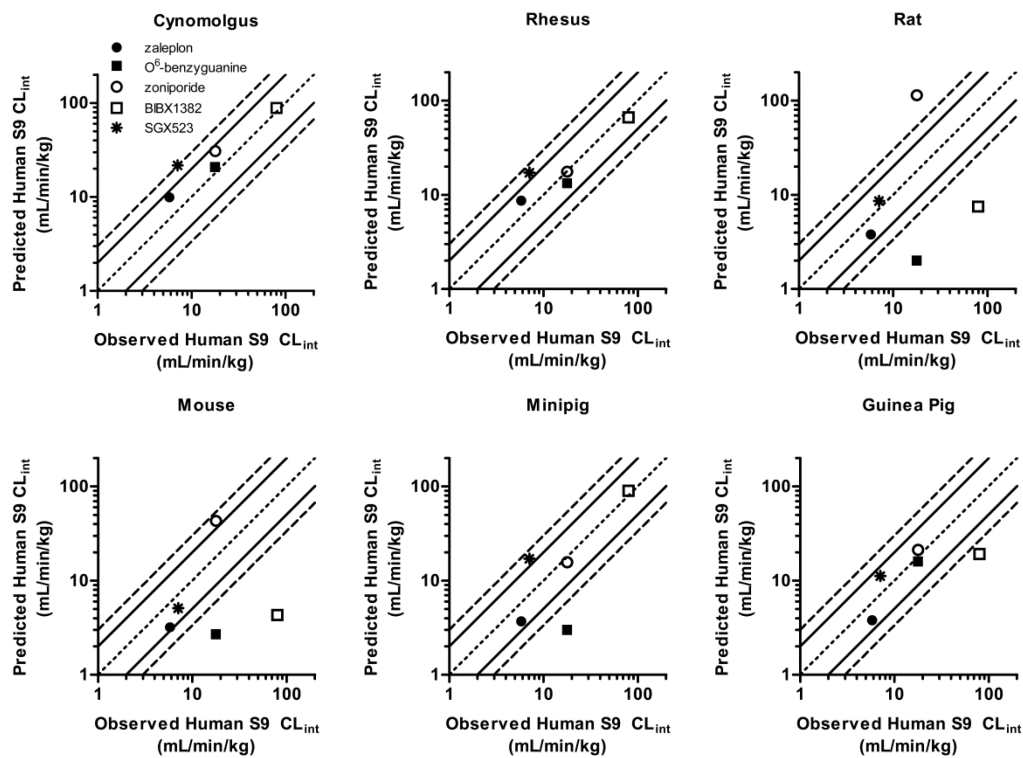 Cynomolgus
zaleplon
O⁶-benzyguanine
zoniporide
BIBX1382
SGX523
100
10
1
1
10
100
Predicted Human S9 CLint
(mL/min/kg)
Observed Human S9 CLint
(mL/min/kg)
Rhesus
100
10
1
1
10
100
Predicted Human S9 CLint
(mL/min/kg)
Observed Human S9 CLint
(mL/min/kg)
Rat
100
10
1
1
10
100
Predicted Human S9 CLint
(mL/min/kg)
Observed Human S9 CLint
(mL/min/kg)
Mouse
100
10
1
1
10
100
Predicted Human S9 CLint
(mL/min/kg)
Observed Human S9 CLint
(mL/min/kg)
Minipig
100
10
1
1
10
100
Predicted Human S9 CLint
(mL/min/kg)
Observed Human S9 CLint
(mL/min/kg)
Guinea Pig
100
10
1
1
10
100
Predicted Human S9 CLint
(mL/min/kg)
Observed Human S9 CLint
(mL/min/kg)